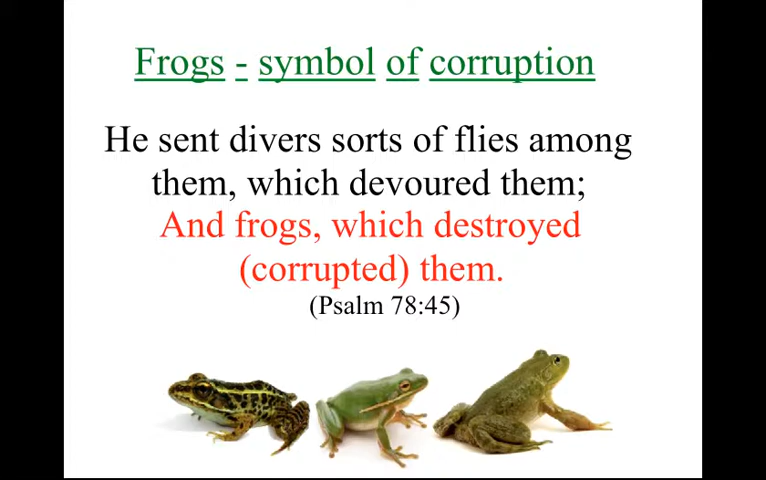 Frogs - symbol of corruption
He sent divers sorts of flies among
them, which devoured them;
And frogs, which destroyed
(corrupted) them.
(Psalm 78:45)